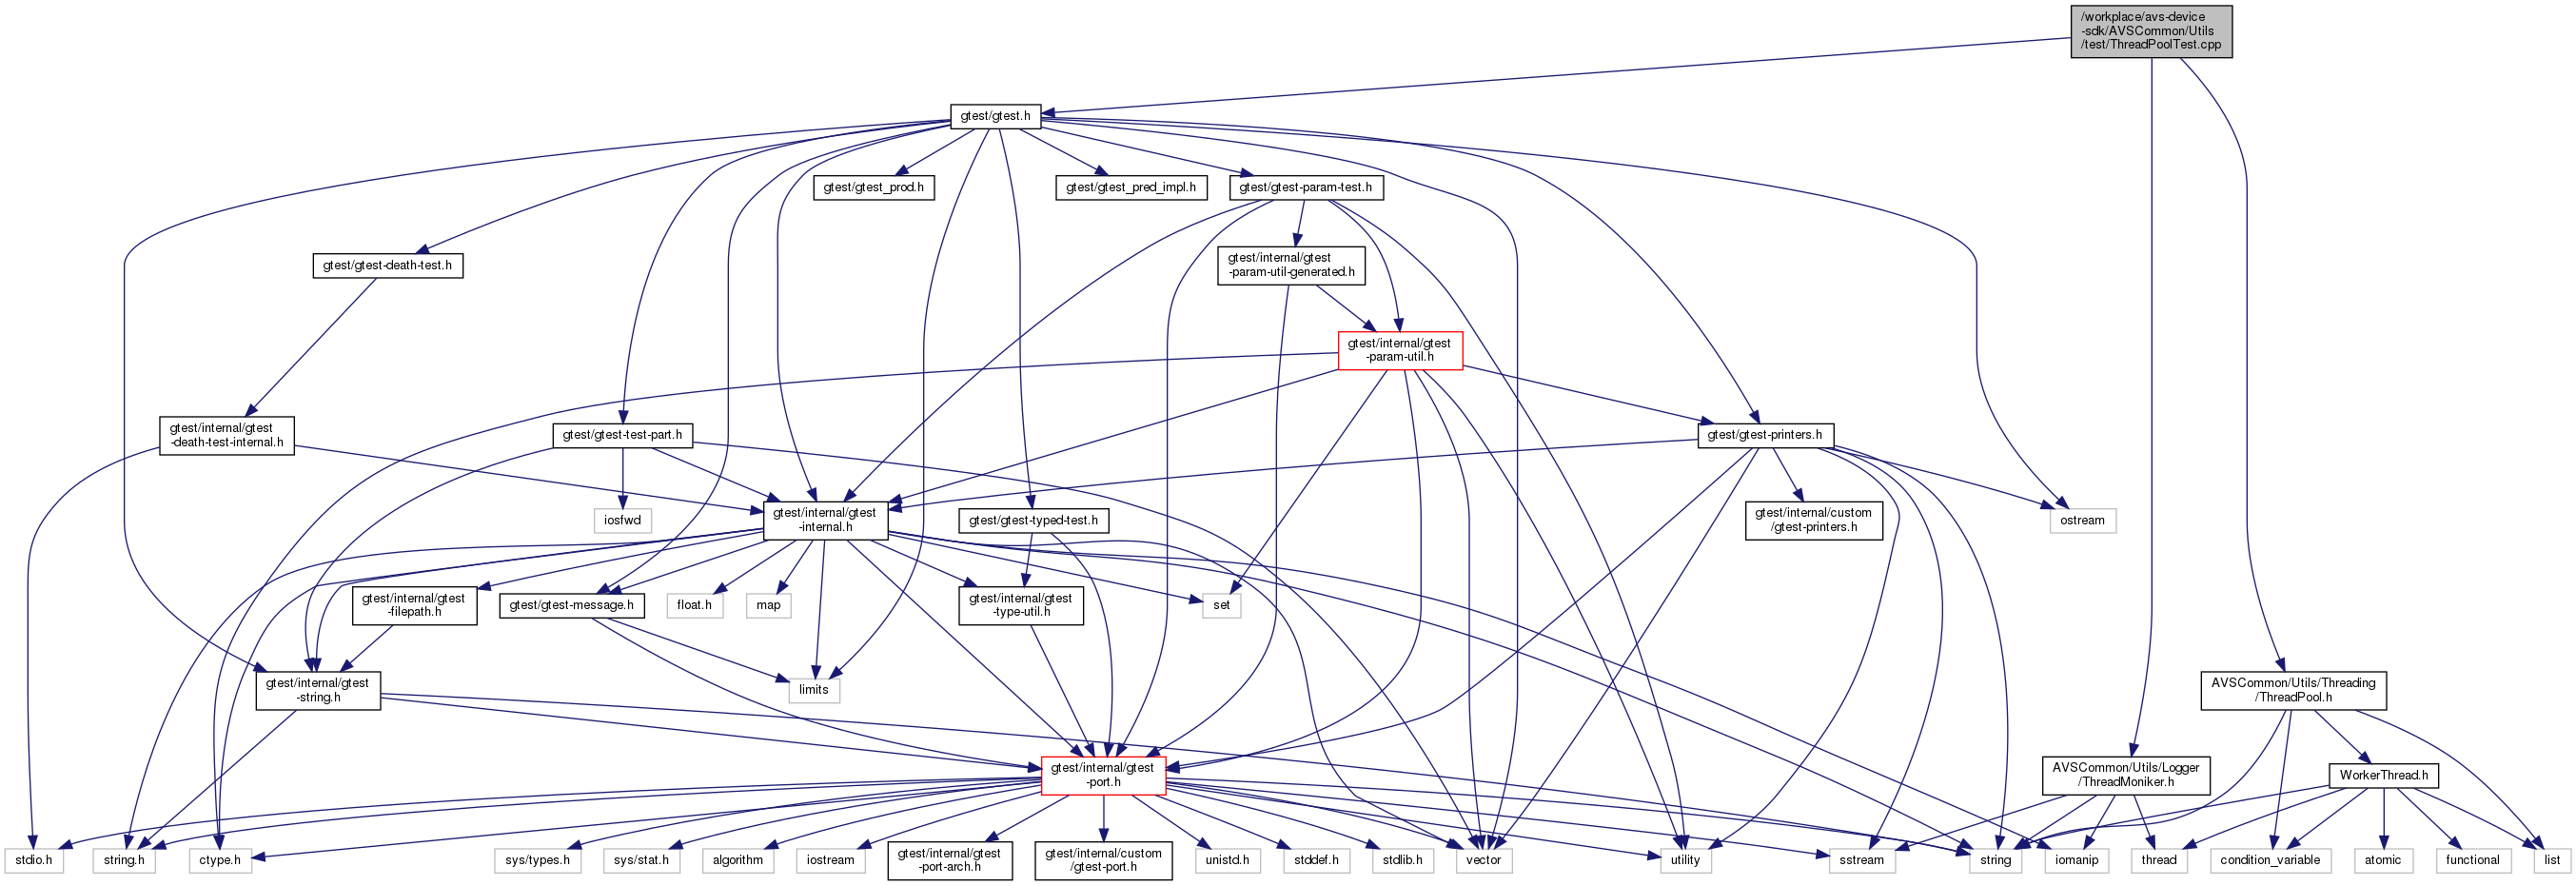 /workplace/avs-device
-sdk/AVSCommon/Utils
/test/ThreadPoolTest.cpp
gtest/gtest.h
gtest/gtest_prod.h
gtest/gtest_pred_impl.h
gtest/gtest-param-test.h
gtest/gtest-death-test.h
gtest/internal/gtest
-param-util-generated.h
gtest/internal/gtest
-param-util.h
gtest/internal/gtest
-death-test-internal.h
gtest/gtest-test-part.h
gtest/gtest-printers.h
iosfwd
gtest/internal/gtest
-internal.h
gtest/gtest-typed-test.h
gtest/internal/custom
/gtest-printers.h
ostream
gtest/internal/gtest
-filepath.h
gtest/gtest-message.h
float.h
map
gtest/internal/gtest
-type-util.h
set
gtest/internal/gtest
-string.h
limits
AVSCommon/Utils/Threading
/ThreadPool.h
gtest/internal/gtest
-port.h
AVSCommon/Utils/Logger
/ThreadMoniker.h
WorkerThread.h
stdio.h
string.h
ctype.h
sys/types.h
sys/stat.h
algorithm
iostream
gtest/internal/gtest
-port-arch.h
gtest/internal/custom
/gtest-port.h
unistd.h
stddef.h
stdlib.h
vector
utility
sstream
string
iomanip
thread
condition_variable
atomic
functional
list